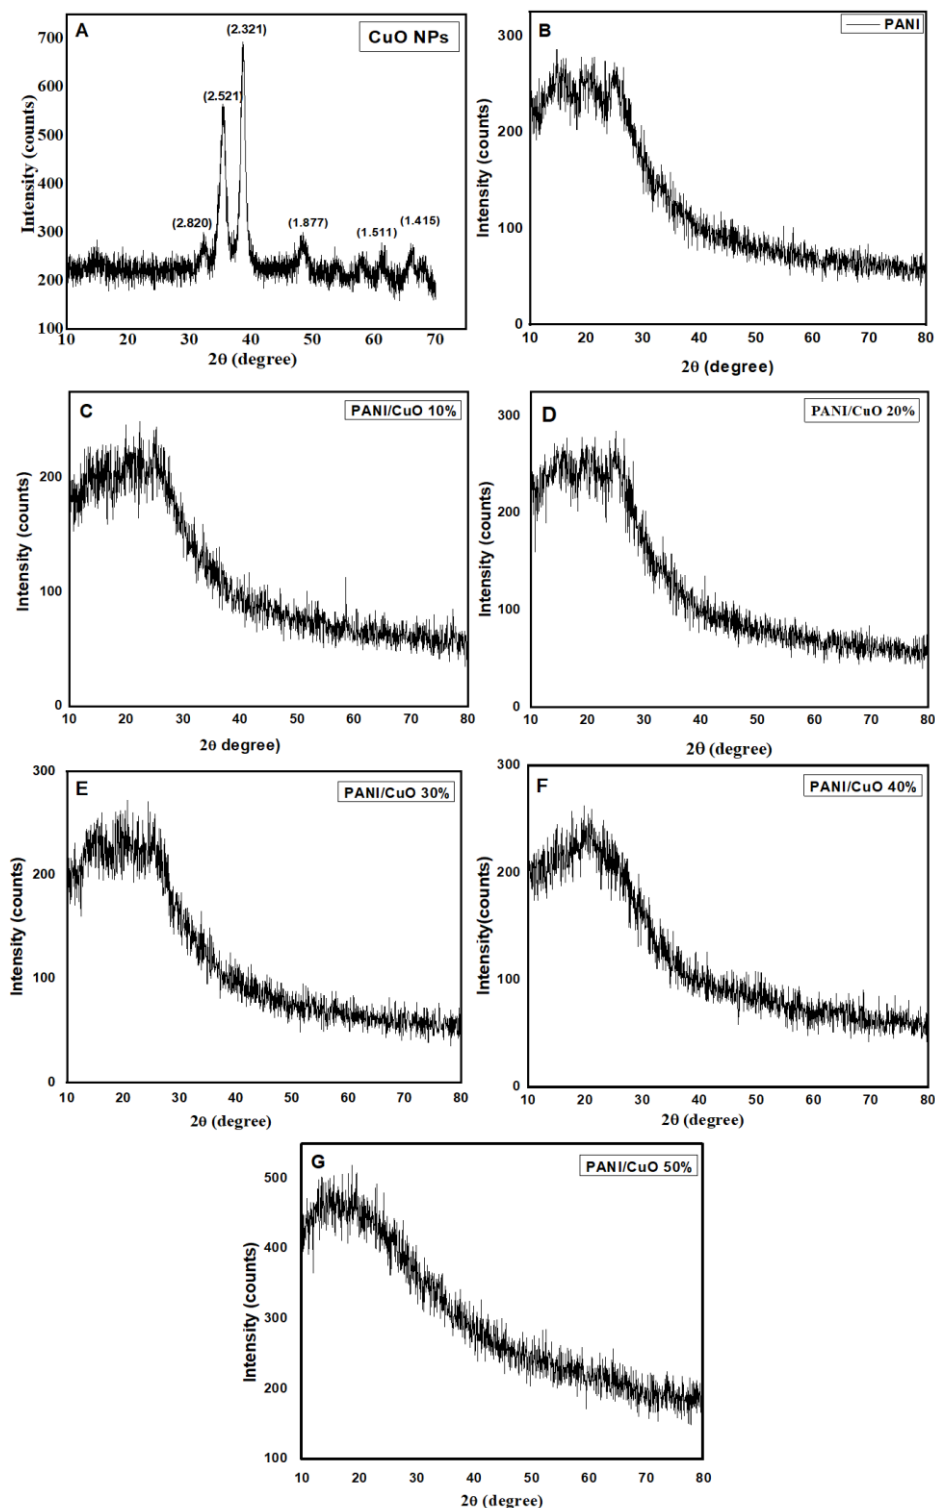 A
CuO NPs
(2.321)
(2.521)
(2.820)
(1.877)
(1.511)
(1.415)
Intensity (counts)
700
600
500
400
300
200
100
10 20 30 40 50 60 70
2θ (degree)
B
PANI
Intensity (counts)
300
200
100
0
10 20 30 40 50 60 70 80
2θ (degree)
C
PANI/CuO 10%
Intensity (counts)
200
100
0
10 20 30 40 50 60 70 80
2θ degree)
D
PANI/CuO 20%
Intensity (counts)
300
200
100
0
10 20 30 40 50 60 70 80
2θ (degree)
E
PANI/CuO 30%
Intensity (counts)
300
200
100
0
10 20 30 40 50 60 70 80
2θ (degree)
F
PANI/CuO 40%
Intensity(counts)
300
200
100
0
10 20 30 40 50 60 70 80
2θ (degree)
G
PANI/CuO 50%
Intensity (counts)
500
400
300
200
100
10 20 30 40 50 60 70 80
2θ (degree)